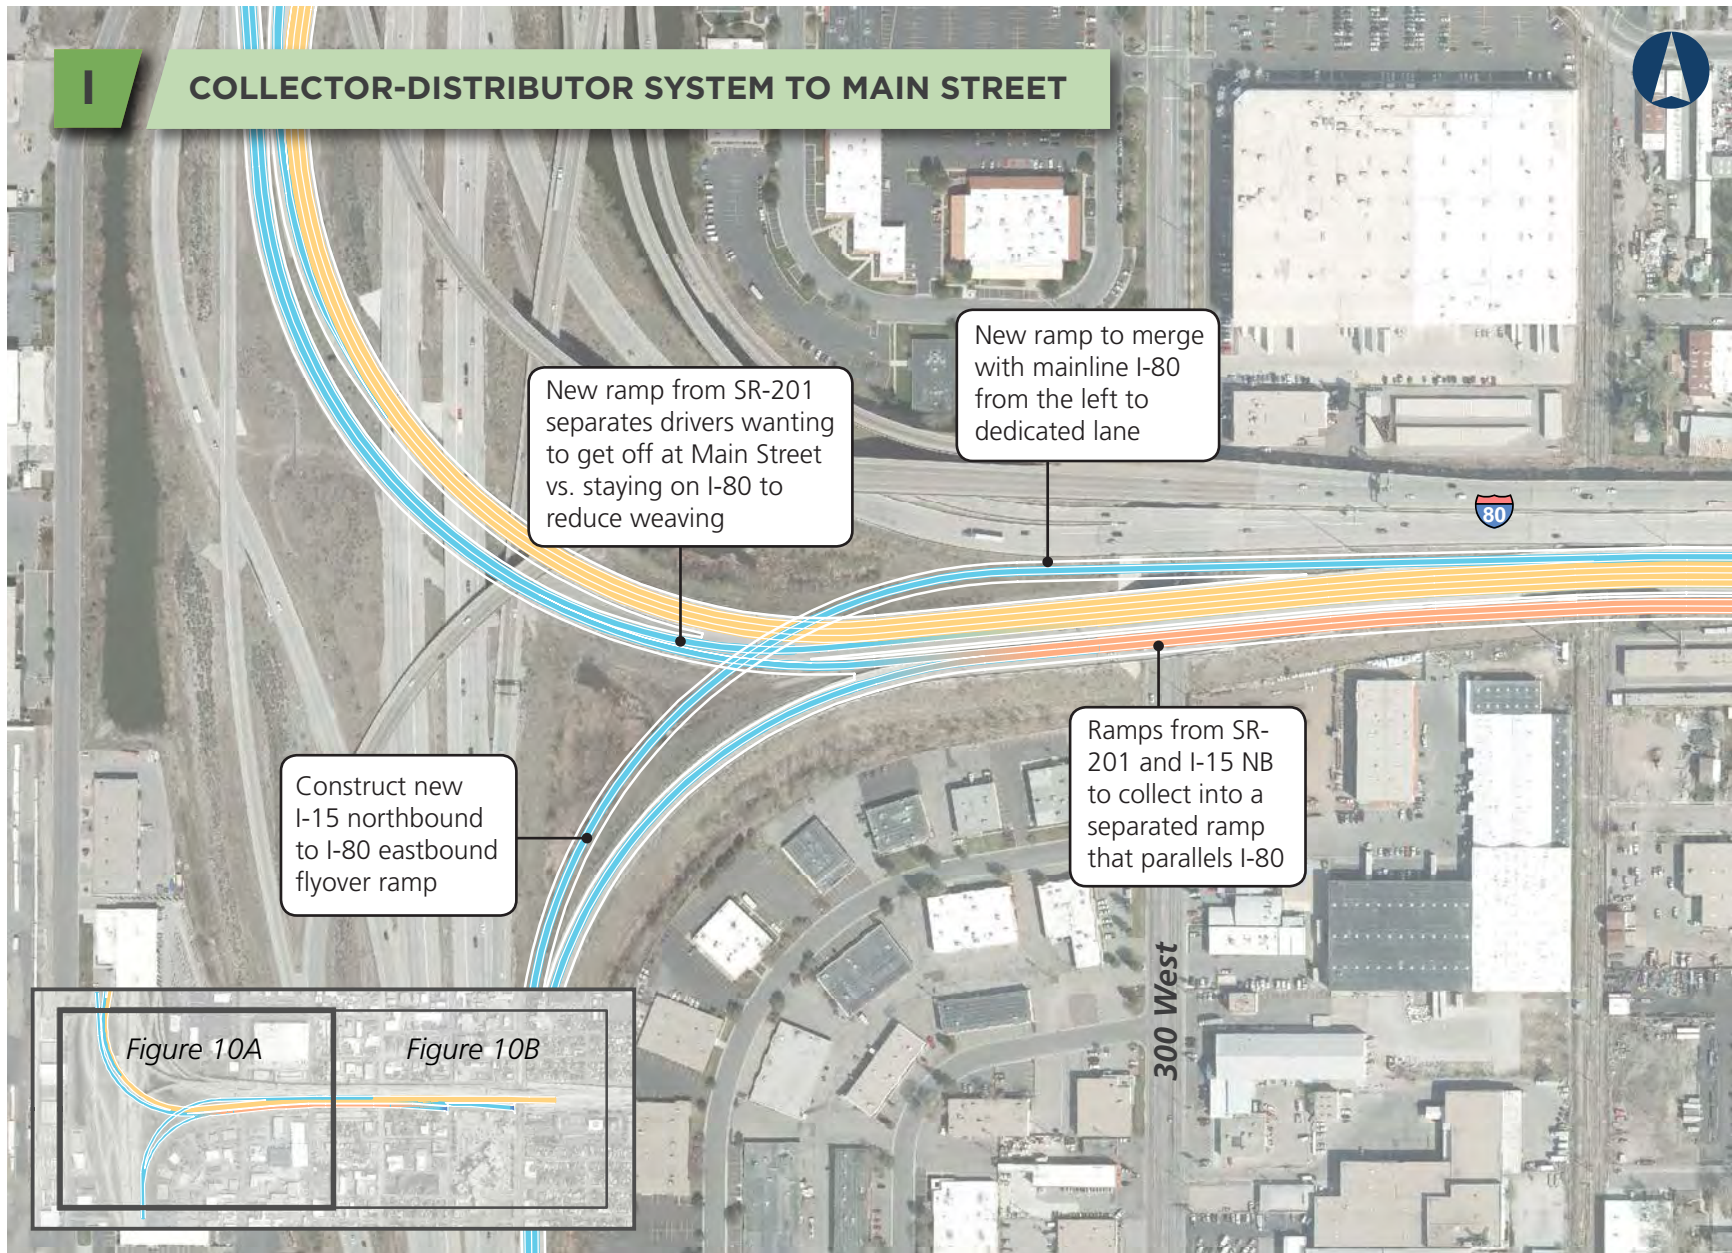 I
COLLECTOR-DISTRIBUTOR SYSTEM TO MAIN STREET
New ramp to merge
with mainline I-80
from the left to
dedicated lane
New ramp from SR-201
separates drivers wanting
to get off at Main Street
vs. staying on I-80 to
reduce weaving
80
Ramps from SR-
201 and I-15 NB
to collect into a
separated ramp
that parallels I-80
Construct new
I-15 northbound
to I-80 eastbound
flyover ramp
300 West
Figure 10A
Figure 10B